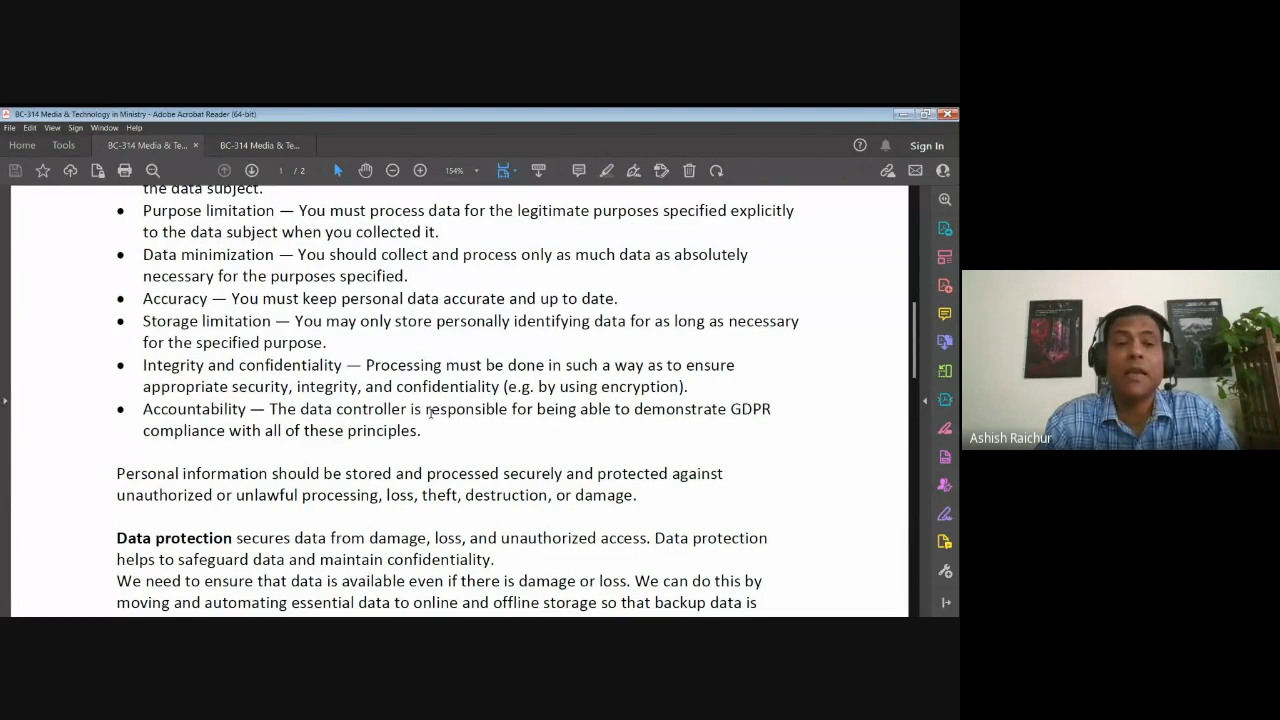 BC-314 Media & Technology in Ministry - Adobe Acrobat Reader (64-bit)
File Edit View Sign Window Help
Home Tools BC-314 Media & Te... × BC-314 Media & Te... Sign In
1 / 2 154%
the data subject.
• Purpose limitation — You must process data for the legitimate purposes specified explicitly
to the data subject when you collected it.
• Data minimization — You should collect and process only as much data as absolutely
necessary for the purposes specified.
• Accuracy — You must keep personal data accurate and up to date.
• Storage limitation — You may only store personally identifying data for as long as necessary
for the specified purpose.
• Integrity and confidentiality — Processing must be done in such a way as to ensure
appropriate security, integrity, and confidentiality (e.g. by using encryption).
• Accountability — The data controller is responsible for being able to demonstrate GDPR
compliance with all of these principles.
Personal information should be stored and processed securely and protected against
unauthorized or unlawful processing, loss, theft, destruction, or damage.
Data protection secures data from damage, loss, and unauthorized access. Data protection
helps to safeguard data and maintain confidentiality.
We need to ensure that data is available even if there is damage or loss. We can do this by
moving and automating essential data to online and offline storage so that backup data is
Ashish Raichur